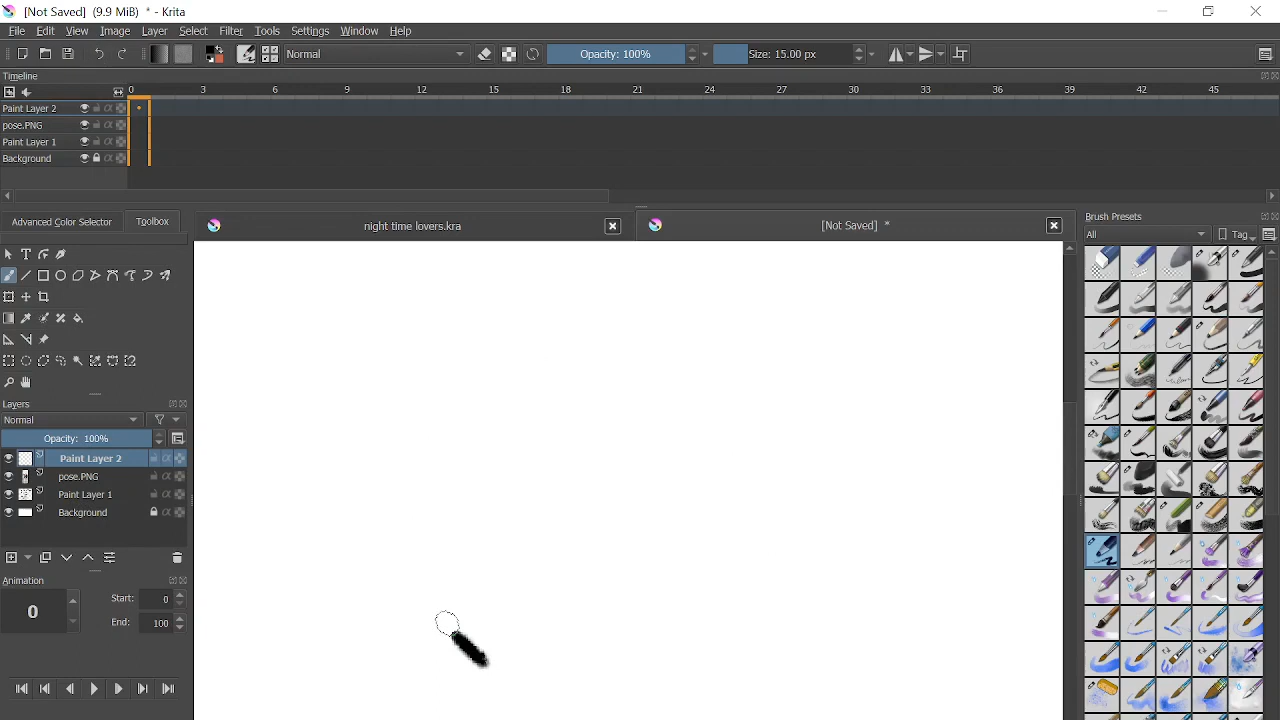 [Not Saved] (9.9 MiB) * - Krita
File Edit View Image Layer Select Filter Tools Settings Window Help
Normal Opacity: 100% Size: 15.00 px
Timeline
0 3 6 9 12 15 18 21 24 27 30 33 36 39 42 45
Paint Layer 2
pose.PNG
Paint Layer 1
Background
Advanced Color Selector Toolbox night time lovers.kra [Not Saved] * Brush Presets
All Tag
Layers
Normal
Opacity: 100%
Paint Layer 2
pose.PNG
Paint Layer 1
Background
Animation
0 Start: 0
End: 100